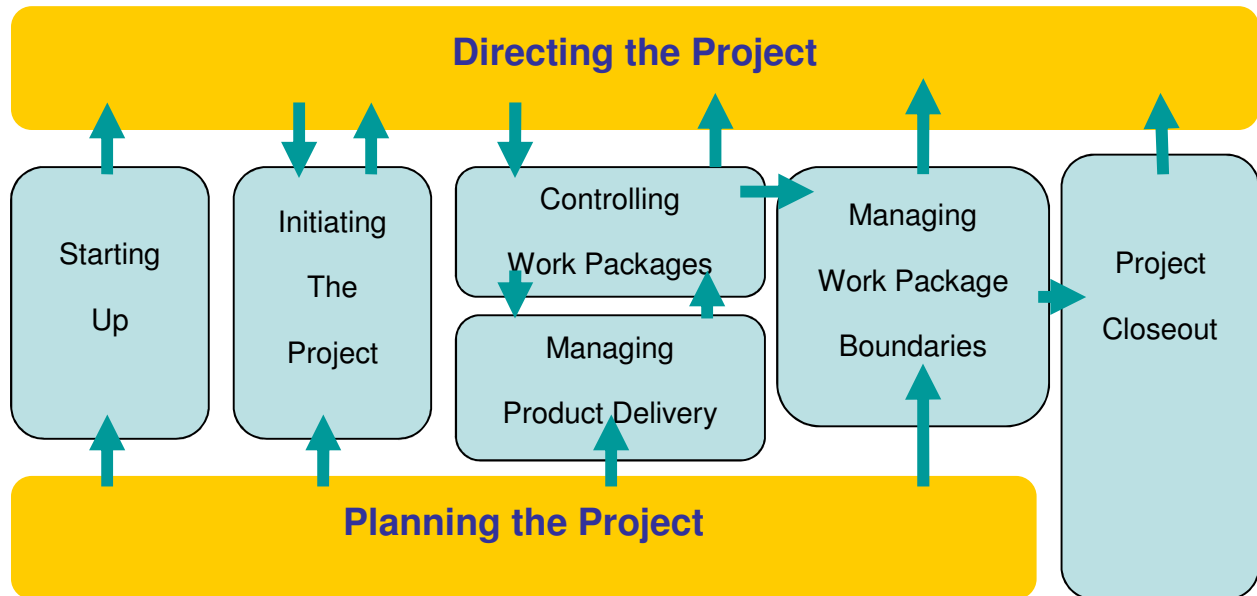 Directing the Project
Starting
Up
Initiating
The
Project
Controlling
Work Packages
Managing
Product Delivery
Managing
Work Package
Boundaries
Project
Closeout
Planning the Project